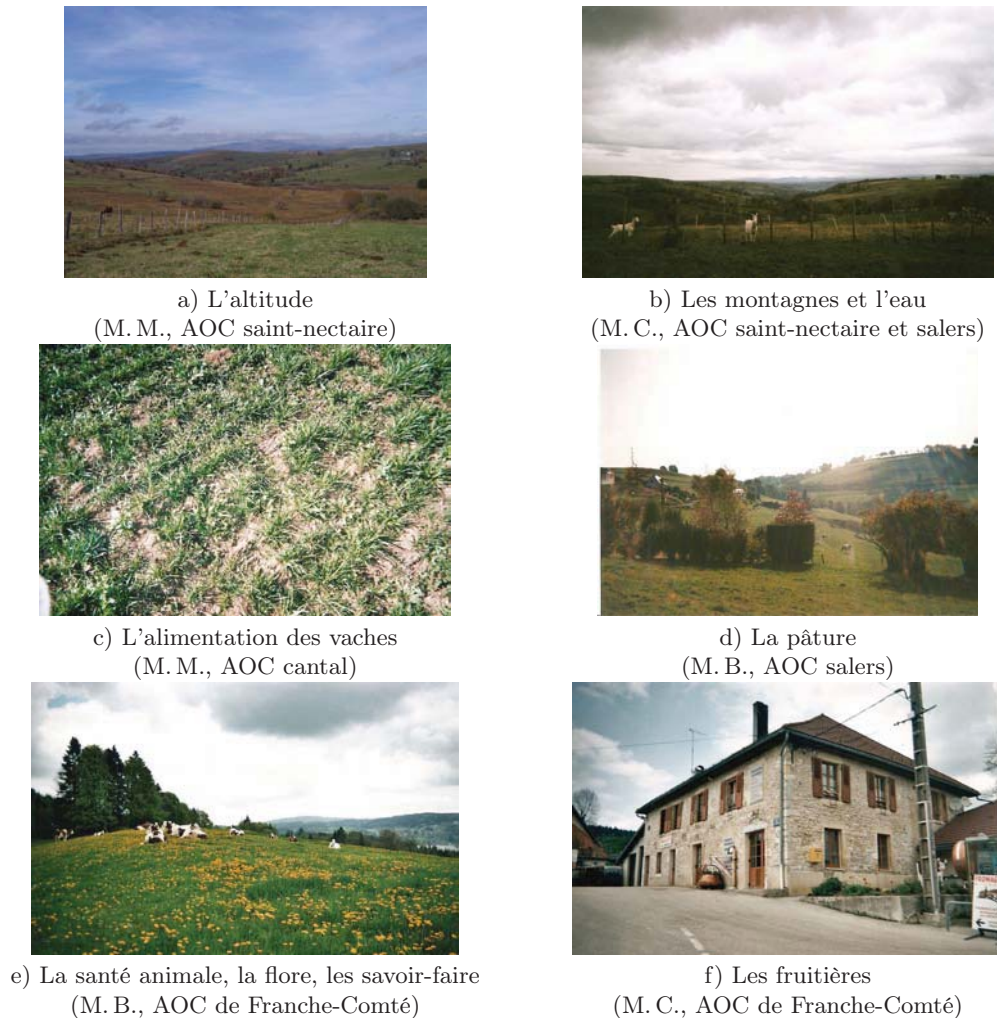 a) L'altitude
(M. M., AOC saint-nectaire)
b) Les montagnes et l'eau
(M. C., AOC saint-nectaire et salers)
c) L'alimentation des vaches
(M. M., AOC cantal)
d) La pâture
(M. B., AOC salers)
e) La santé animale, la flore, les savoir-faire
(M. B., AOC de Franche-Comté)
f) Les fruitières
(M. C., AOC de Franche-Comté)